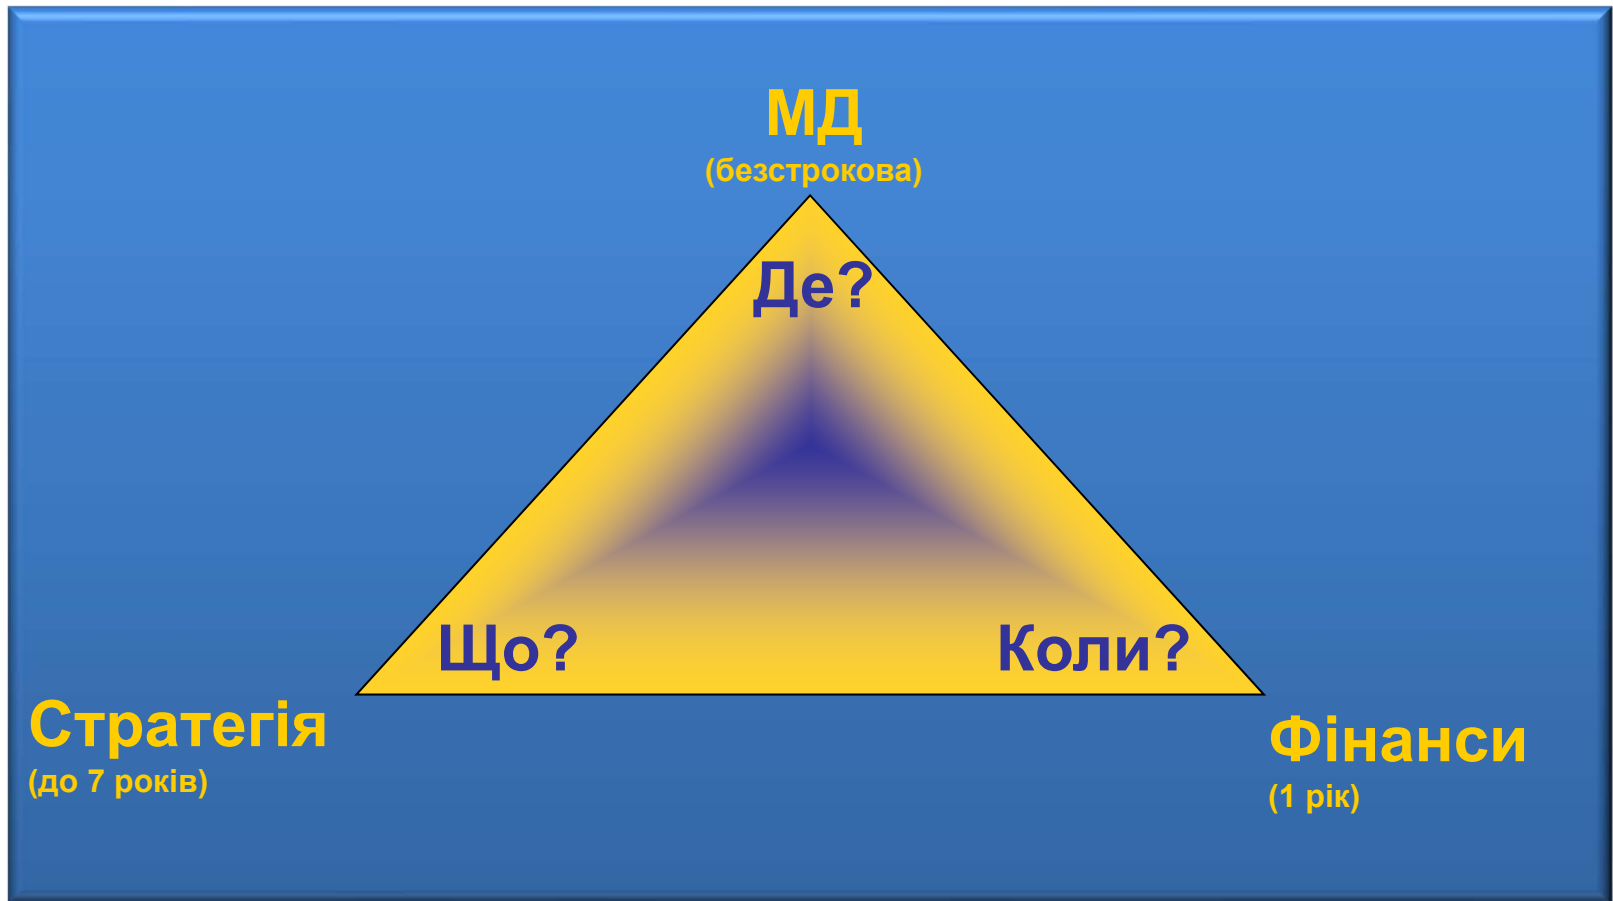 МД
(безстрокова)
Де?
Що?
Коли?
Стратегія
(до 7 років)
Фінанси
(1 рік)